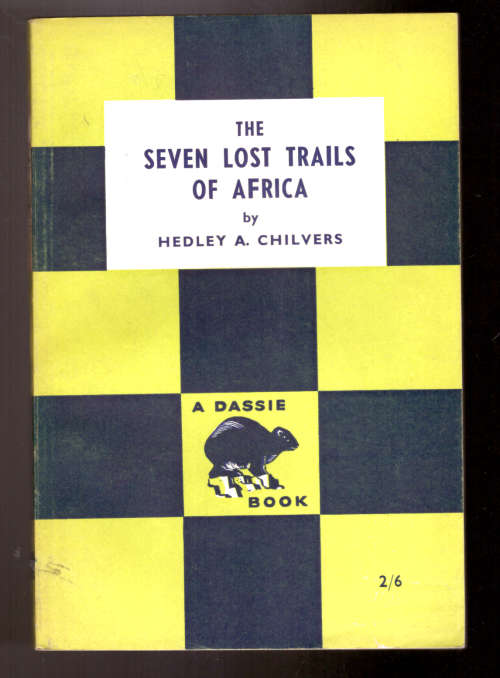 THE
SEVEN LOST TRAILS
OF AFRICA
by
HEDLEY A. CHILVERS
A DASSIE
BOOK
2/6